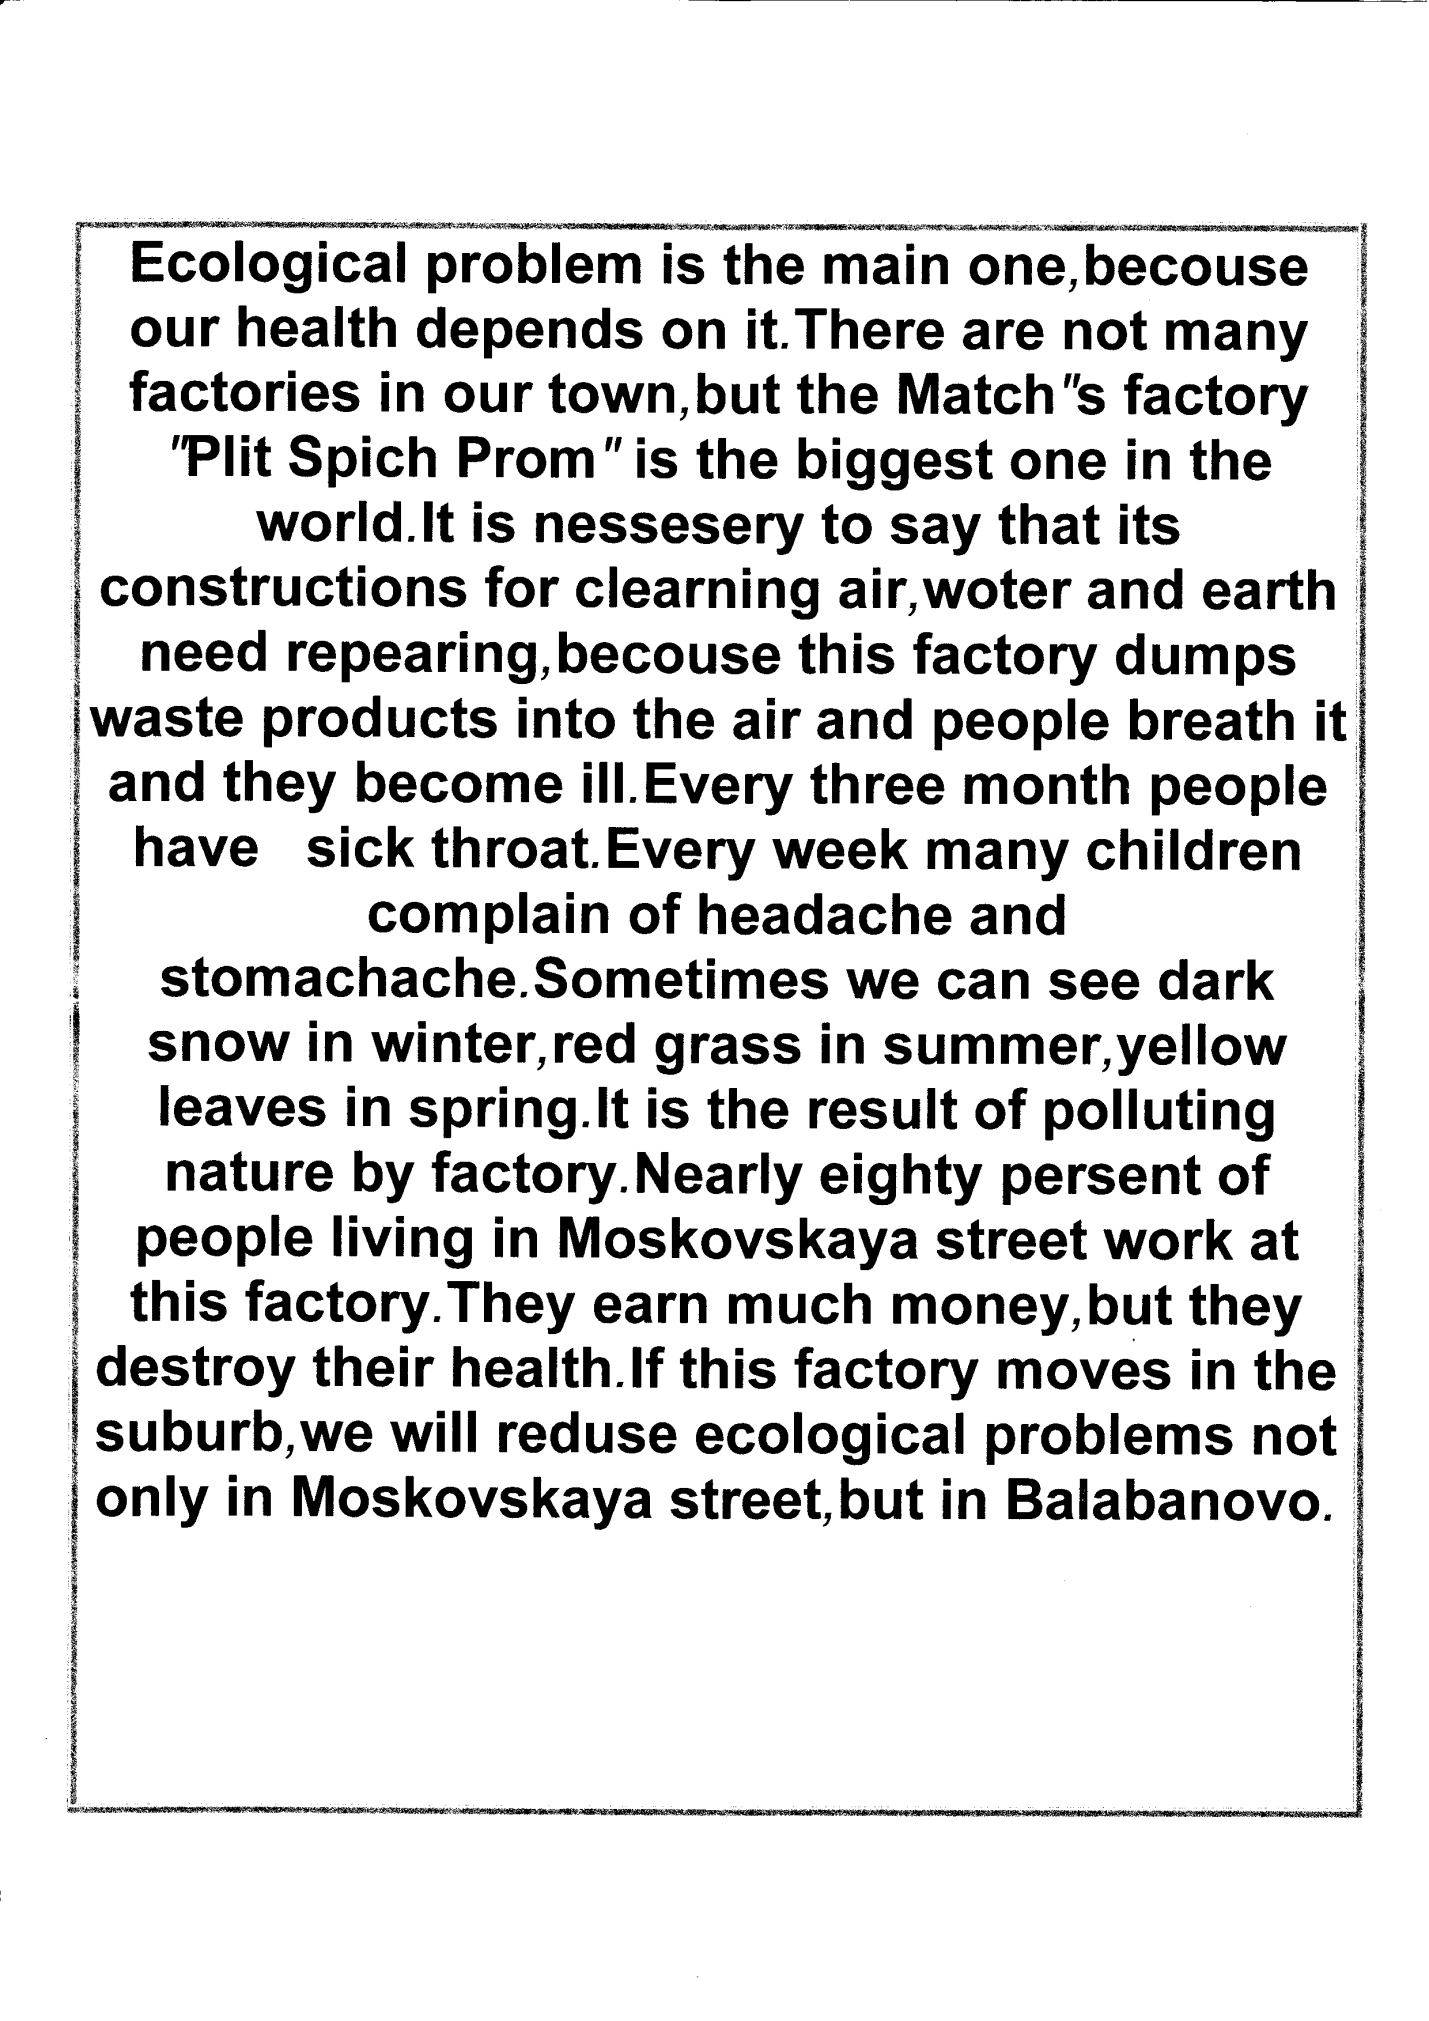 Ecological problem is the main one,becouse
our health depends on it.There are not many
factories in our town,but the Match"s factory
"Plit Spich Prom" is the biggest one in the
world.It is nessesery to say that its
constructions for clearning air,woter and earth
need repearing,becouse this factory dumps
waste products into the air and people breath it
and they become ill.Every three month people
have sick throat.Every week many children
complain of headache and
stomachache.Sometimes we can see dark
snow in winter,red grass in summer,yellow
leaves in spring.It is the result of polluting
nature by factory.Nearly eighty persent of
people living in Moskovskaya street work at
this factory.They earn much money,but they
destroy their health.If this factory moves in the
suburb,we will reduse ecological problems not
only in Moskovskaya street,but in Balabanovo.